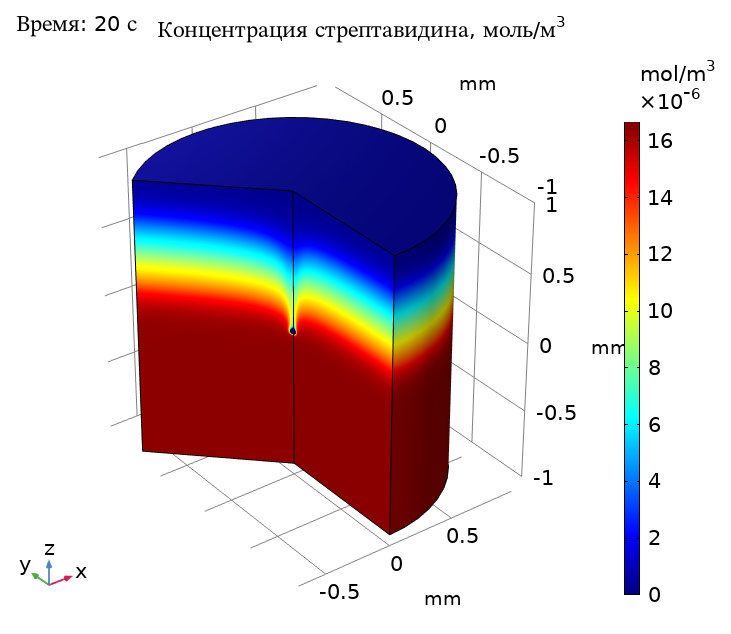 Время: 20 с Концентрация стрептавидина, моль/м³
mol/m³
×10⁻⁶
mm
0.5
0
-0.5
-1
1
0.5
0
mm
-0.5
-1
16
14
12
10
8
6
4
2
0
0.5
0
-0.5
mm
z
y
x